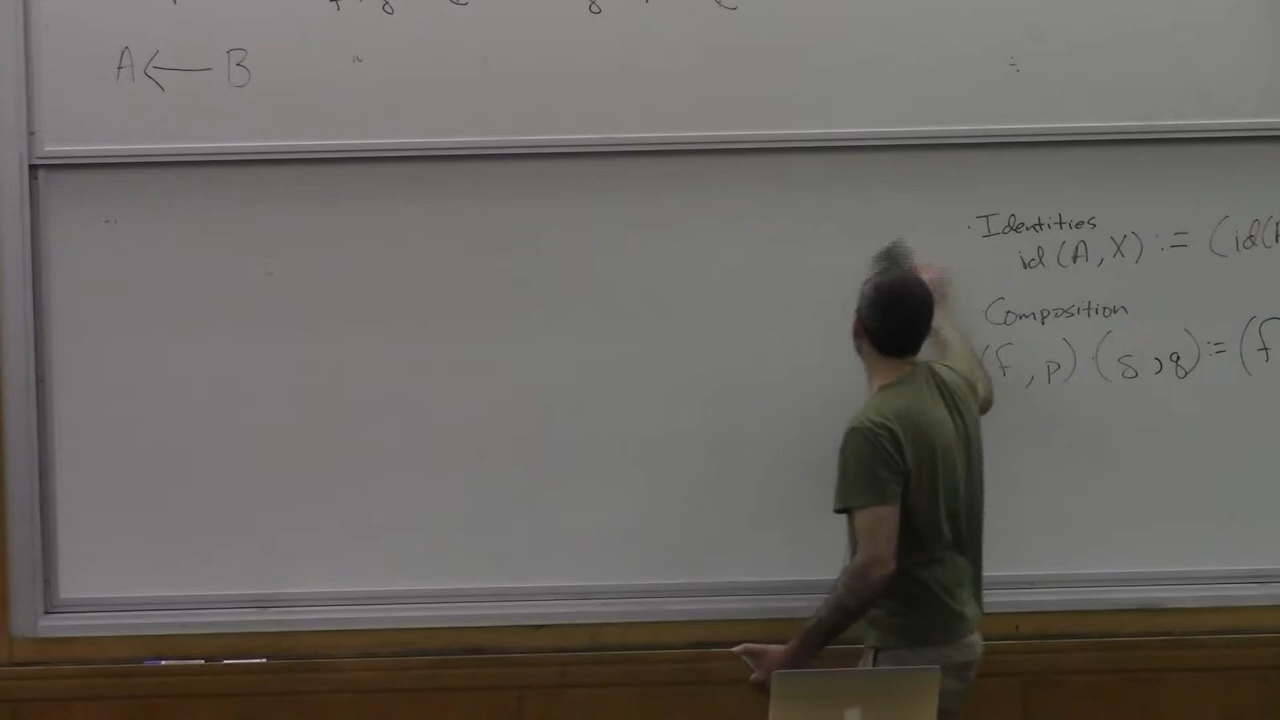 A ← B
· Identities
id (A, X) := (id(
Composition
(f, p) · (g, q) := (f